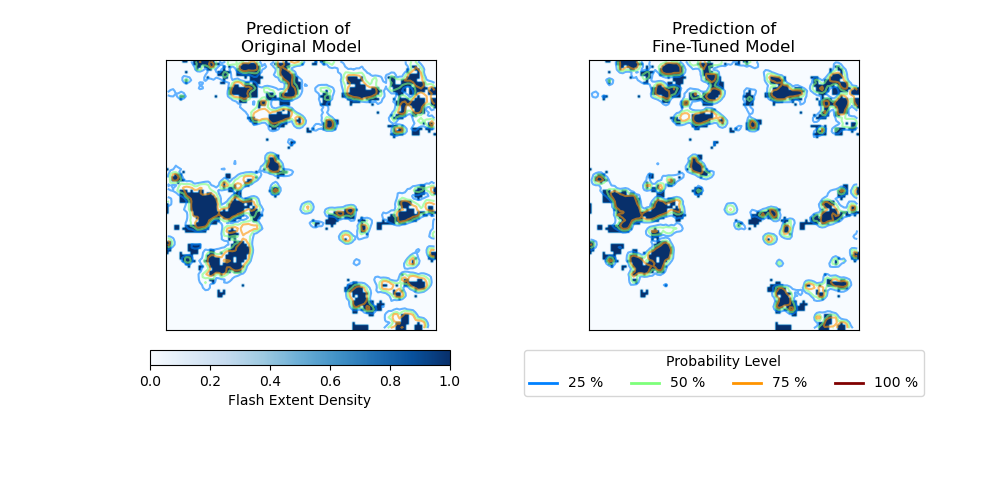 Prediction of
Original Model
Prediction of
Fine-Tuned Model
0.0 0.2 0.4 0.6 0.8 1.0
Flash Extent Density
Probability Level
25 % 50 % 75 % 100 %